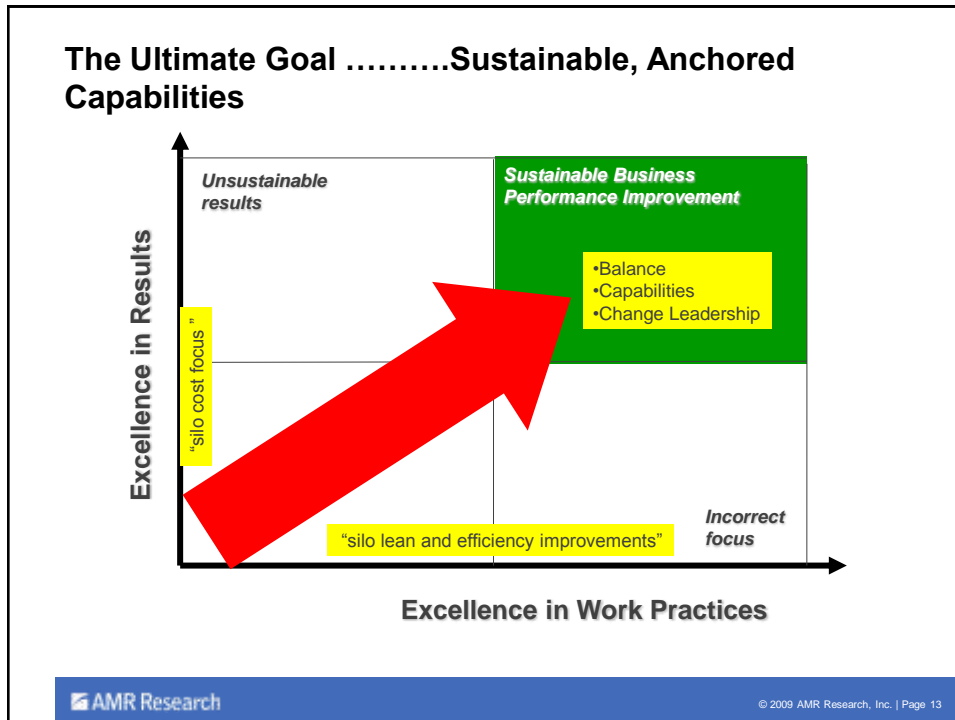 The Ultimate Goal ……….Sustainable, Anchored
Capabilities
Unsustainable
results
Sustainable Business
Performance Improvement
•Balance
•Capabilities
•Change Leadership
Excellence in Results
“silo cost focus ”
Incorrect
focus
“silo lean and efficiency improvements”
Excellence in Work Practices
AMR Research
© 2009 AMR Research, Inc. | Page 13